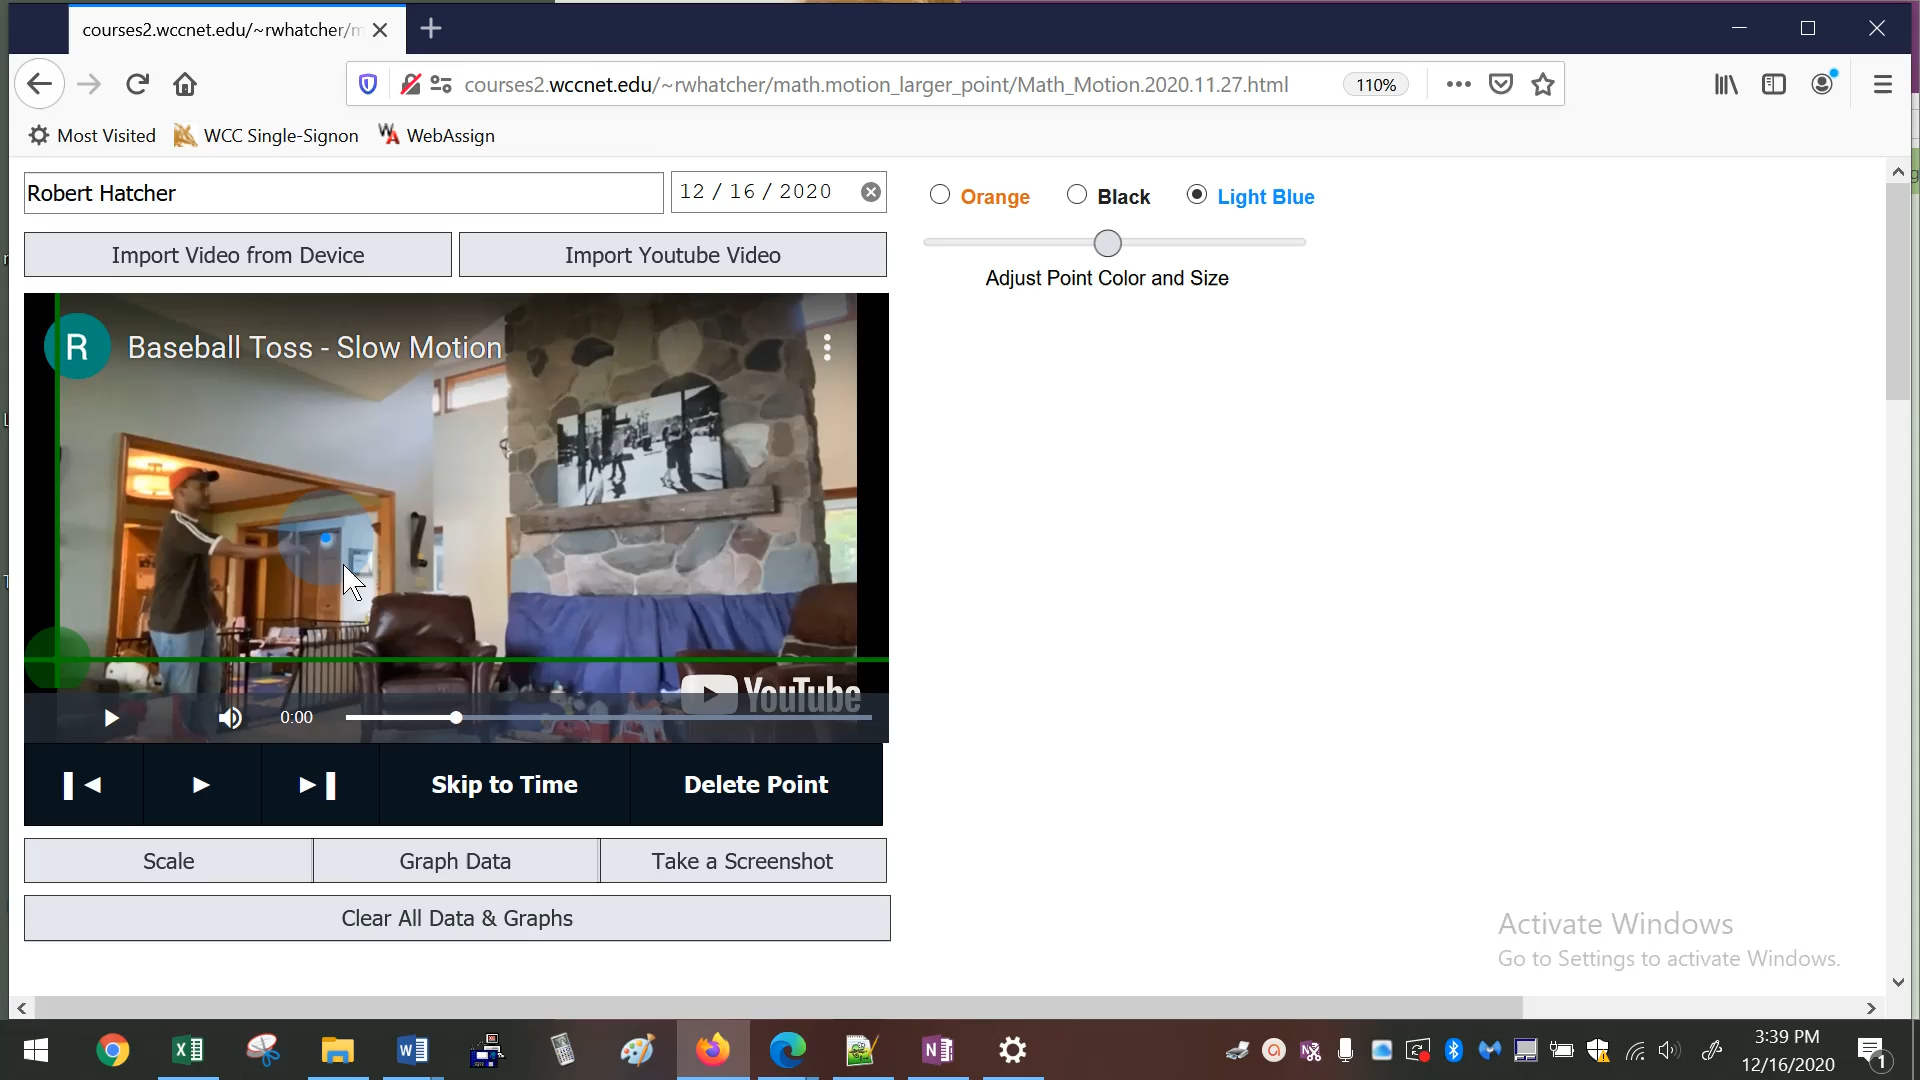 courses2.wccnet.edu/~rwhatcher/m
courses2.wccnet.edu/~rwhatcher/math.motion_larger_point/Math_Motion.2020.11.27.html
110%
Most Visited
WCC Single-Signon
WebAssign
Robert Hatcher
12 / 16 / 2020
Orange
Black
Light Blue
Import Video from Device
Import Youtube Video
Adjust Point Color and Size
R
Baseball Toss - Slow Motion
YouTube
0:00
Skip to Time
Delete Point
Scale
Graph Data
Take a Screenshot
Clear All Data & Graphs
Activate Windows
Go to Settings to activate Windows.
3:39 PM
12/16/2020
1